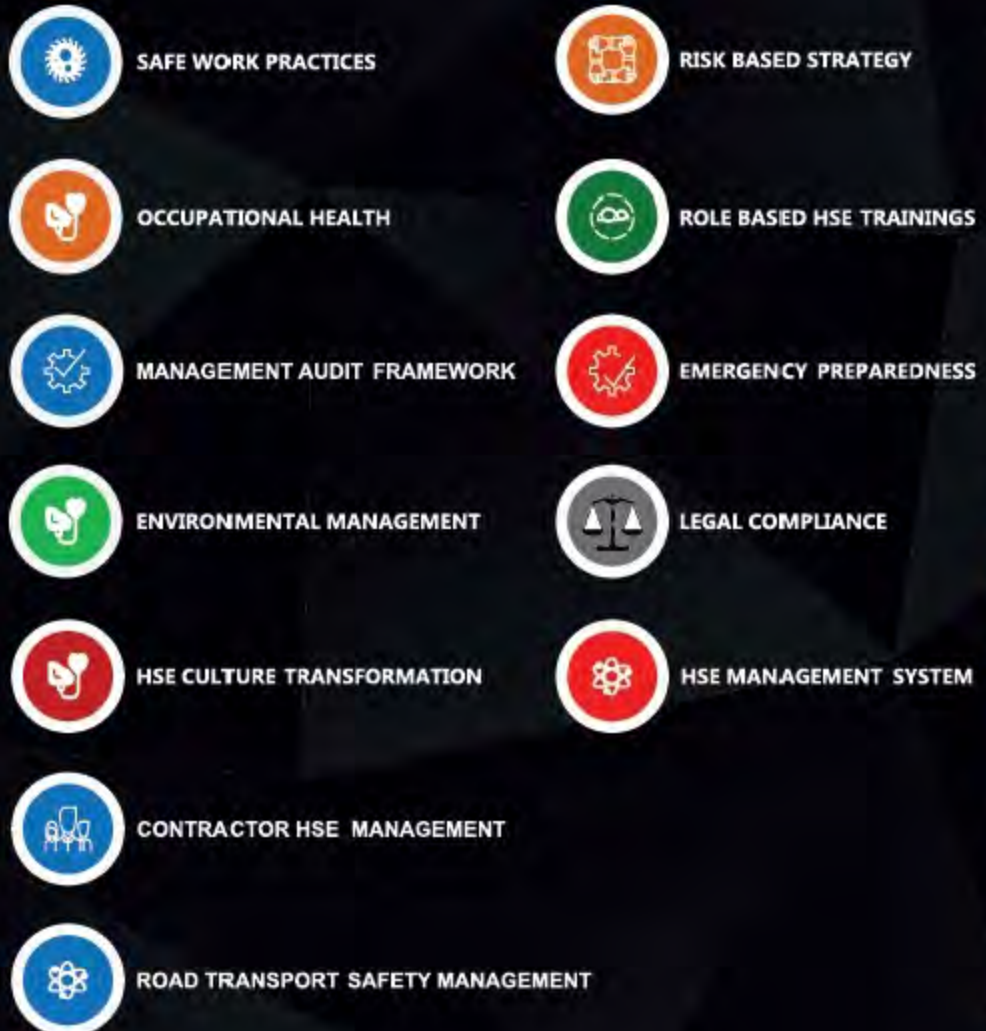 SAFE WORK PRACTICES
OCCUPATIONAL HEALTH
MANAGEMENT AUDIT FRAMEWORK
ENVIRONMENTAL MANAGEMENT
HSE CULTURE TRANSFORMATION
CONTRACTOR HSE MANAGEMENT
ROAD TRANSPORT SAFETY MANAGEMENT
RISK BASED STRATEGY
ROLE BASED HSE TRAININGS
EMERGENCY PREPAREDNESS
LEGAL COMPLIANCE
HSE MANAGEMENT SYSTEM